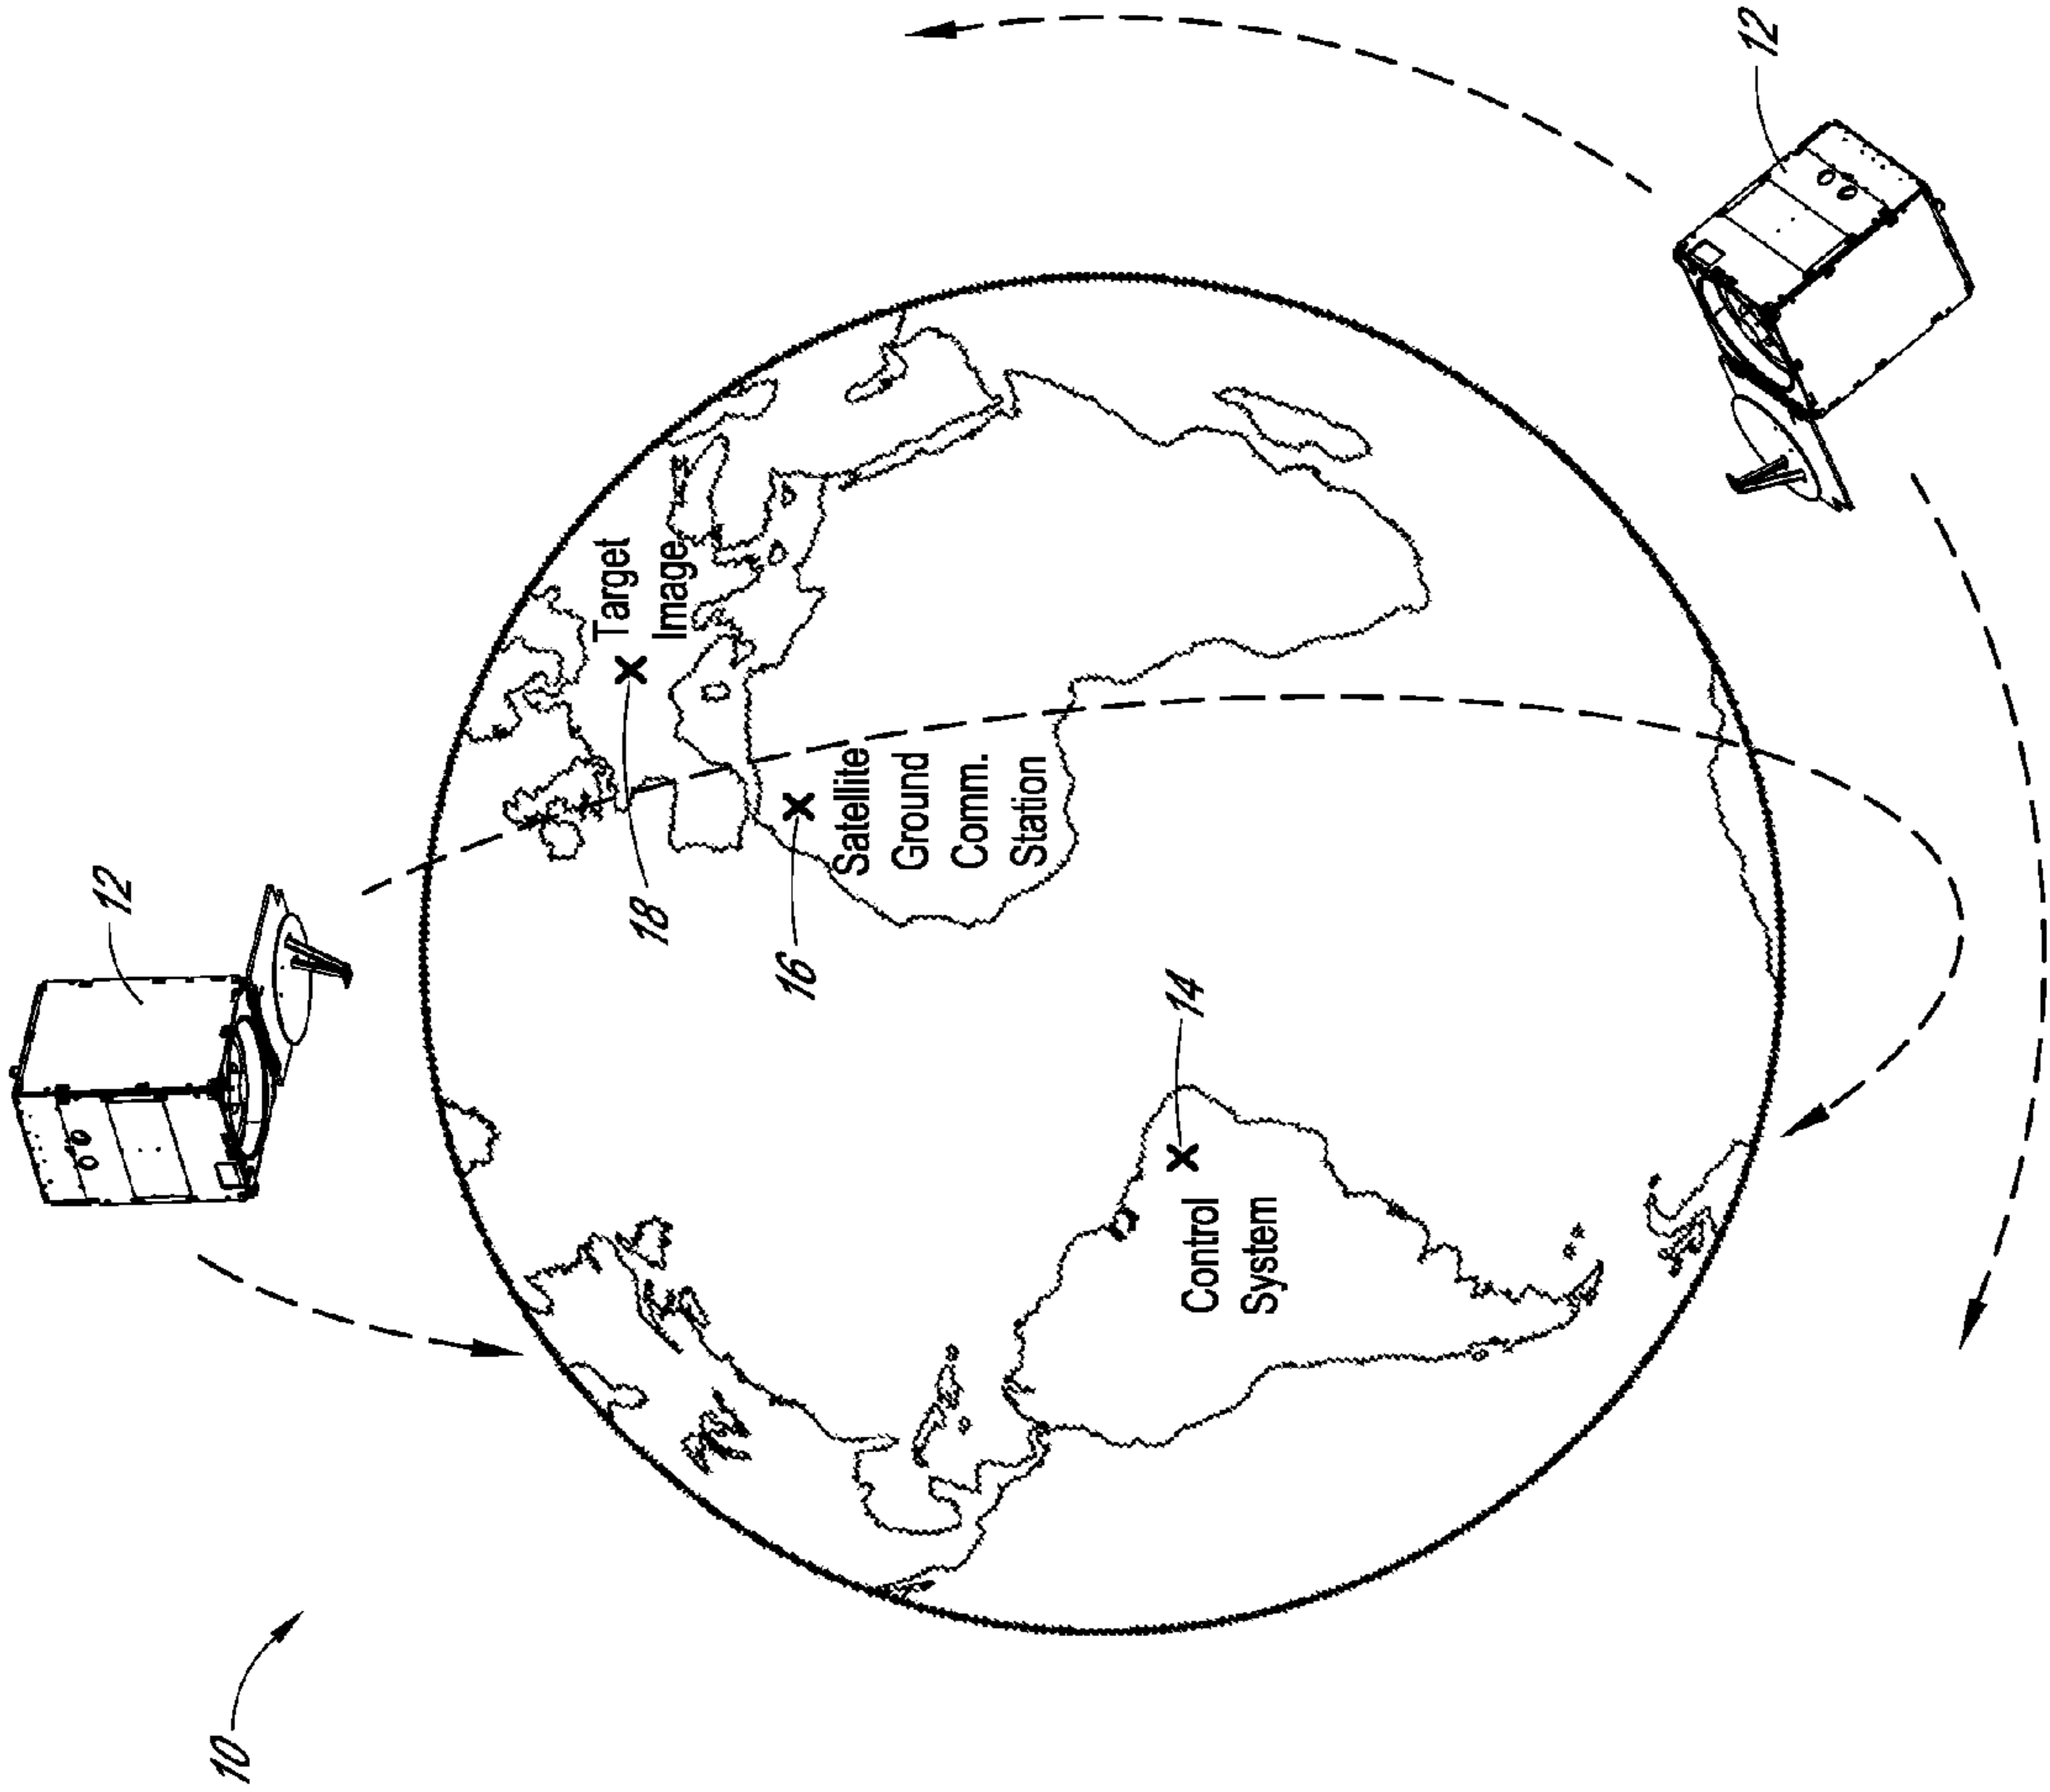 12
10
18
Target
Image
16
Satellite
Ground
Comm.
Station
14
Control
System
12